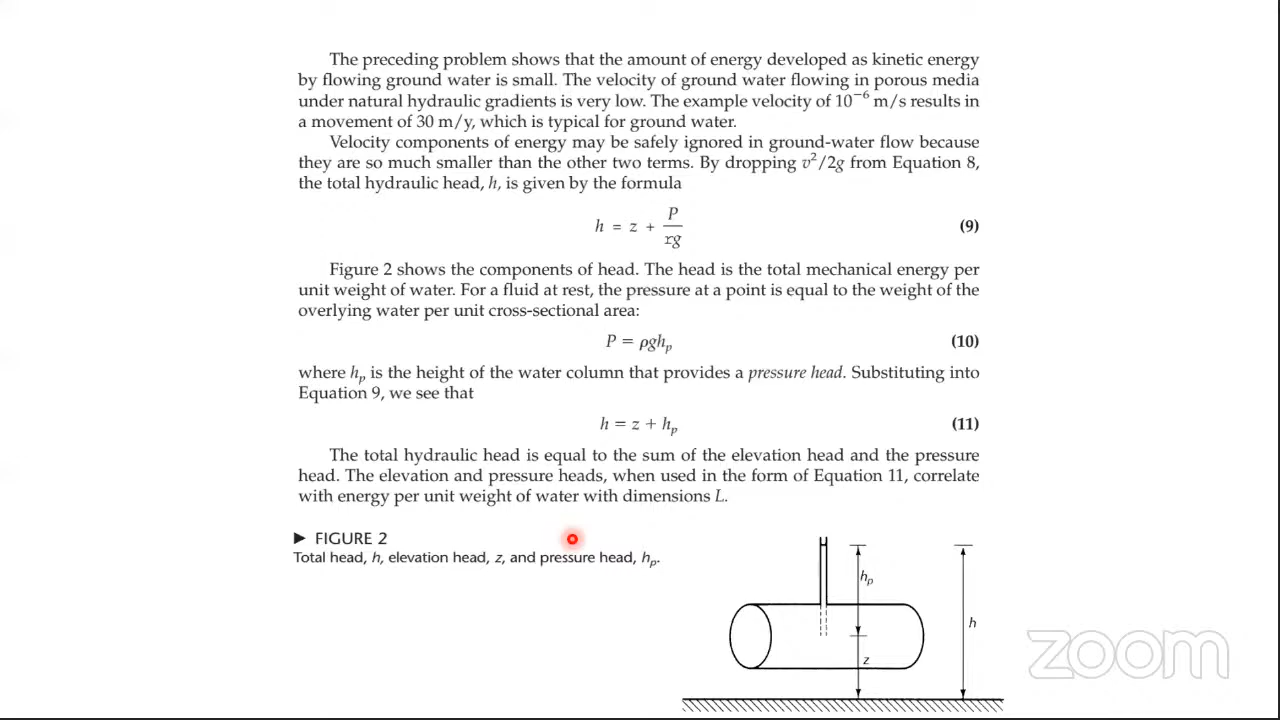 The preceding problem shows that the amount of energy developed as kinetic energy
by flowing ground water is small. The velocity of ground water flowing in porous media
under natural hydraulic gradients is very low. The example velocity of 10⁻⁶ m/s results in
a movement of 30 m/y, which is typical for ground water.
Velocity components of energy may be safely ignored in ground-water flow because
they are so much smaller than the other two terms. By dropping v²/2g from Equation 8,
the total hydraulic head, h, is given by the formula
h = z + P/rg (9)
Figure 2 shows the components of head. The head is the total mechanical energy per
unit weight of water. For a fluid at rest, the pressure at a point is equal to the weight of the
overlying water per unit cross-sectional area:
P = ρghₚ (10)
where hₚ is the height of the water column that provides a pressure head. Substituting into
Equation 9, we see that
h = z + hₚ (11)
The total hydraulic head is equal to the sum of the elevation head and the pressure
head. The elevation and pressure heads, when used in the form of Equation 11, correlate
with energy per unit weight of water with dimensions L.
► FIGURE 2
Total head, h, elevation head, z, and pressure head, hₚ.
hₚ
h
z
zoom